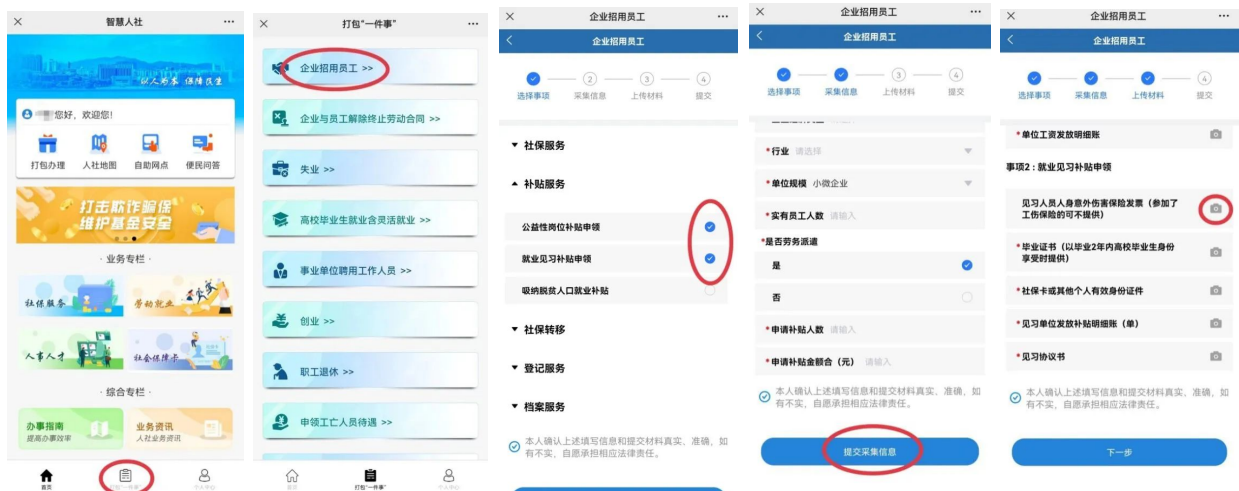 智慧人社
以人为本 保障民生
您好，欢迎您！
打包办理 人社地图 自助网点 便民问答
打击欺诈骗保
维护基金安全
·业务专栏·
社保服务 劳动就业
人事人才 社会保障卡
·综合专栏·
办事指南
提高办事效率
业务资讯
人社业务资讯
首页 打包“一件事” 个人中心
打包“一件事”
企业招用员工 >>
企业与员工解除终止劳动合同 >>
失业 >>
高校毕业生就业含灵活就业 >>
事业单位聘用工作人员 >>
创业 >>
职工退休 >>
申领工亡人员待遇 >>
首页 打包“一件事” 个人中心
企业招用员工
企业招用员工
2 3 4
选择事项 采集信息 上传材料 提交
社保服务
补贴服务
公益性岗位补贴申领
就业见习补贴申领
吸纳脱贫人口就业补贴
社保转移
登记服务
档案服务
本人确认上述填写信息和提交材料真实、准确，如
有不实，自愿承担相应法律责任。
企业招用员工
企业招用员工
3 4
选择事项 采集信息 上传材料 提交
*行业 请选择
*单位规模 小微企业
*实有员工人数 请输入
*是否劳务派遣
是
否
*申请补贴人数 请输入
*申请补贴金额合（元） 请输入
本人确认上述填写信息和提交材料真实、准确，如
有不实，自愿承担相应法律责任。
提交采集信息
企业招用员工
企业招用员工
4
选择事项 采集信息 上传材料 提交
*单位工资发放明细账
事项2：就业见习补贴申领
见习人员人身意外伤害保险发票（参加了
工伤保险的可不提供）
*毕业证书（以毕业2年内高校毕业生身份
享受时提供）
*社保卡或其他个人有效身份证件
*见习单位发放补贴明细账（单）
*见习协议书
本人确认上述填写信息和提交材料真实、准确，如
有不实，自愿承担相应法律责任。
下一步